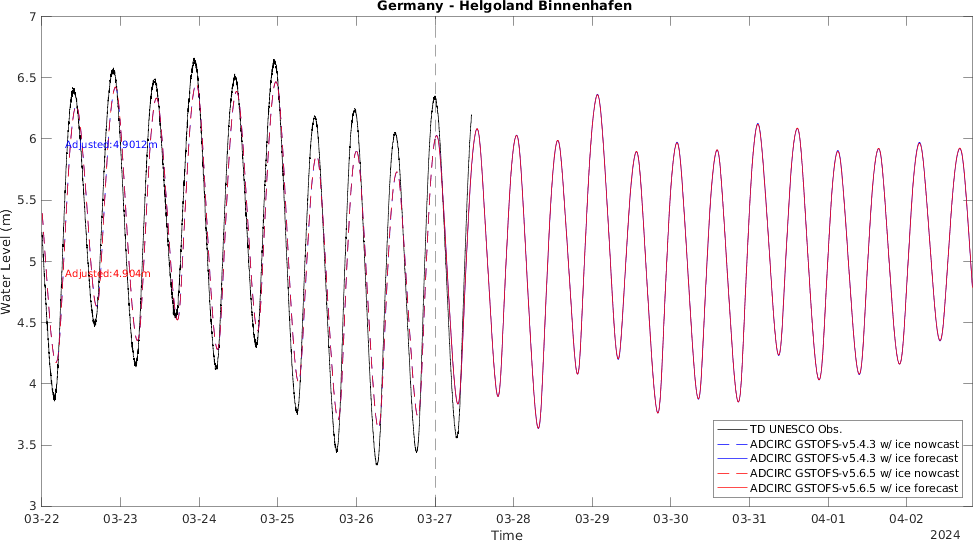 Germany - Helgoland Binnenhafen
7
6.5
6
5.5
5
4.5
4
3.5
3
Water Level (m)
Adjusted:4.9012m
Adjusted:4.904m
TD UNESCO Obs.
ADCIRC GSTOFS-v5.4.3 w/ ice nowcast
ADCIRC GSTOFS-v5.4.3 w/ ice forecast
ADCIRC GSTOFS-v5.6.5 w/ ice nowcast
ADCIRC GSTOFS-v5.6.5 w/ ice forecast
03-22 03-23 03-24 03-25 03-26 03-27 03-28 03-29 03-30 03-31 04-01 04-02
Time
2024